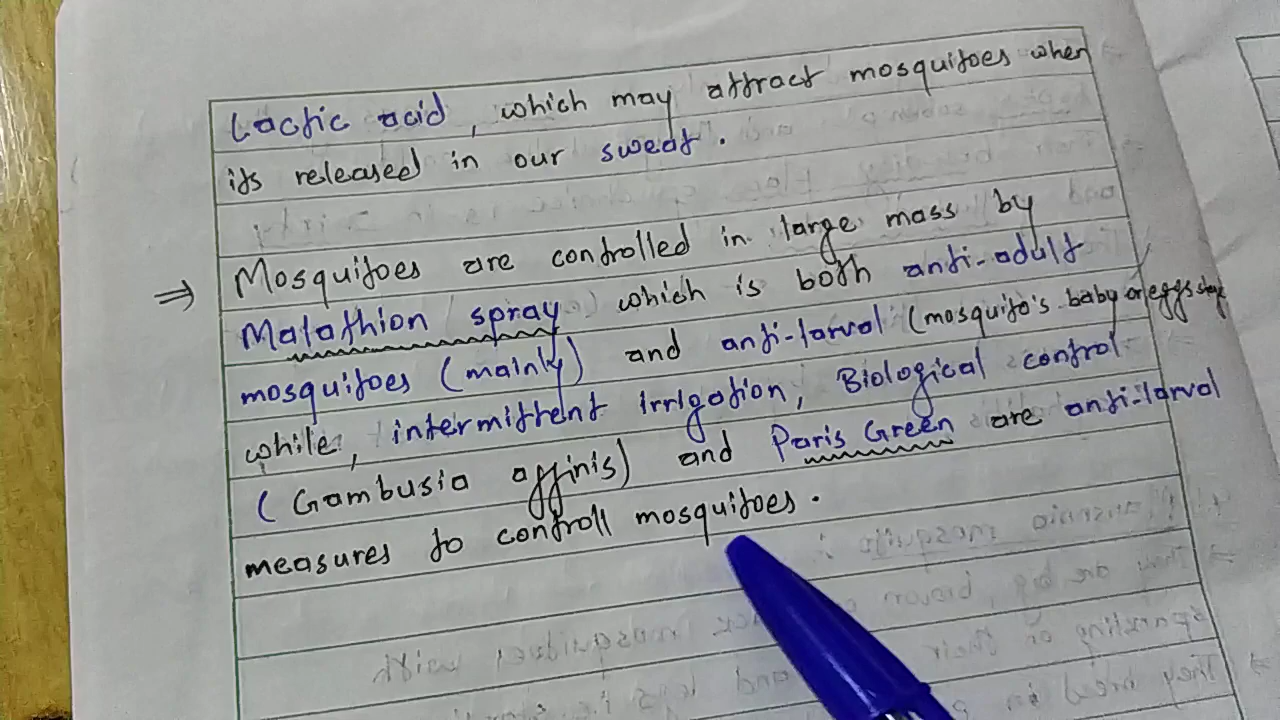 Lactic acid, which may attract mosquitoes when
its released in our sweat.
⇒ Mosquitoes are controlled in large mass by
Malathion spray which is both anti-adult
mosquitoes (mainly) and anti-larval (mosquito's baby or eggs stage
while, intermittent irrigation, Biological control
(Gambusia affinis) and Paris Green are anti-larval
measures to controll mosquitoes.